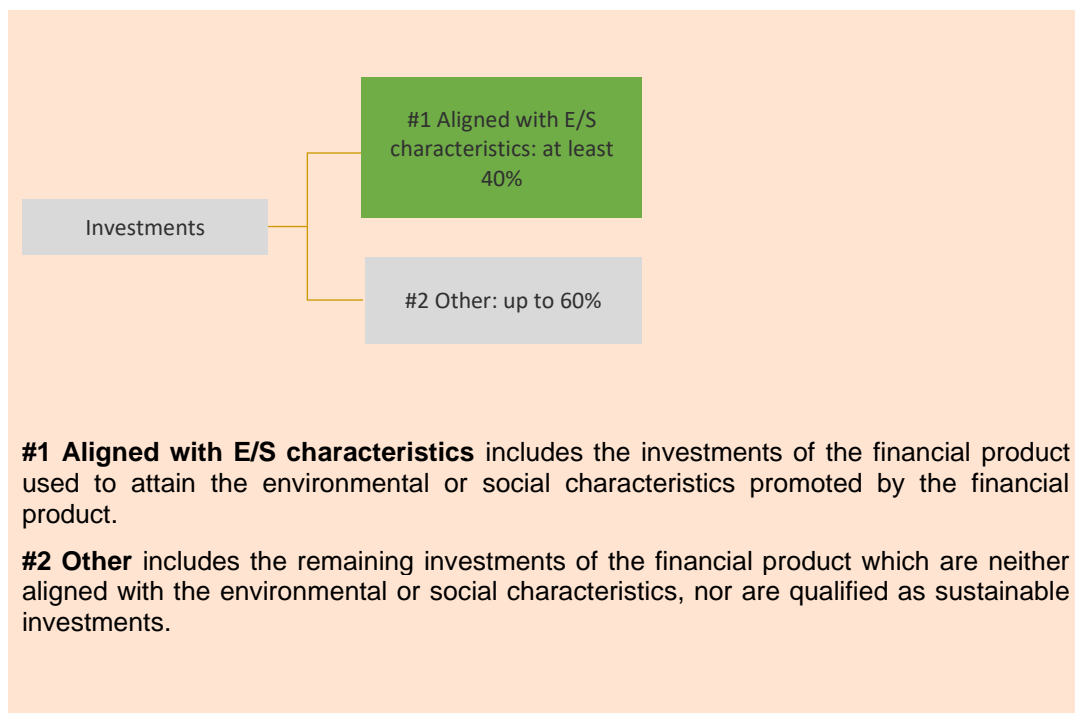 #1 Aligned with E/S
characteristics: at least
40%
Investments
#2 Other: up to 60%
#1 Aligned with E/S characteristics includes the investments of the financial product
used to attain the environmental or social characteristics promoted by the financial
product.
#2 Other includes the remaining investments of the financial product which are neither
aligned with the environmental or social characteristics, nor are qualified as sustainable
investments.